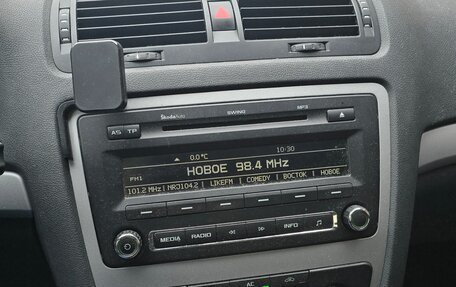 ŠkodaAuto SWING MP3
AS TP
0.0°C 10:30
НОВОЕ 98.4 MHz
FM1
101.2 MHz | NRJ104.2 | LIKEFM | COMEDY | ВОСТОК | НОВОЕ
MEDIA RADIO INFO
AC